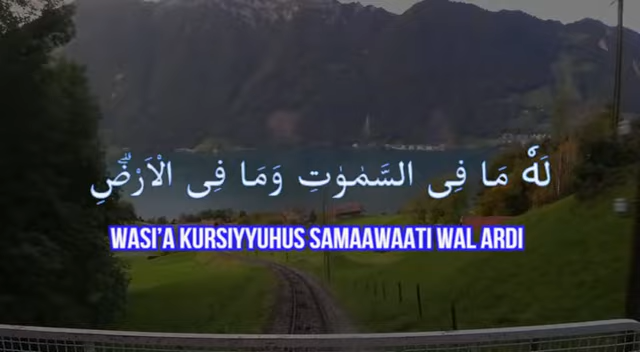 لَهٗ مَا فِى السَّمٰوٰتِ وَمَا فِى الْاَرْضِۗ
WASI'A KURSIYYUHUS SAMAAWAATI WAL ARDI